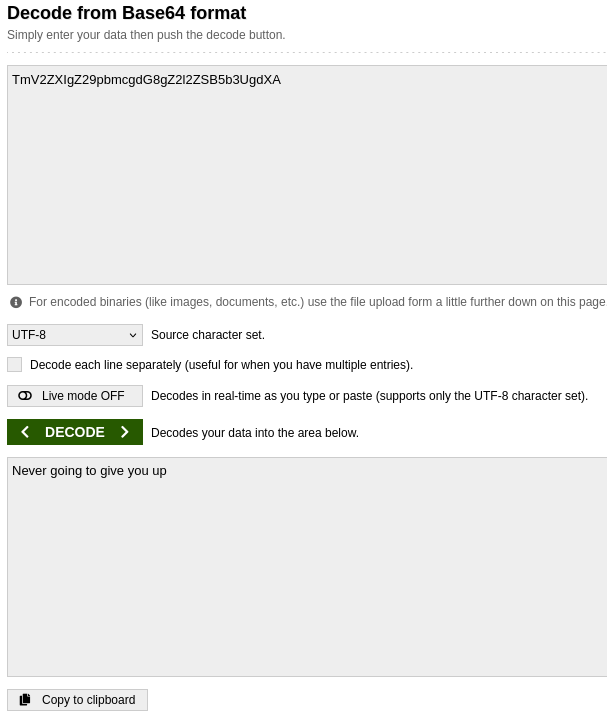 Decode from Base64 format
Simply enter your data then push the decode button.
TmV2ZXIgZ29pbmcgdG8gZ2l2ZSB5b3UgdXA
For encoded binaries (like images, documents, etc.) use the file upload form a little further down on this page
UTF-8 Source character set.
Decode each line separately (useful for when you have multiple entries).
Live mode OFF Decodes in real-time as you type or paste (supports only the UTF-8 character set).
DECODE Decodes your data into the area below.
Never going to give you up
Copy to clipboard